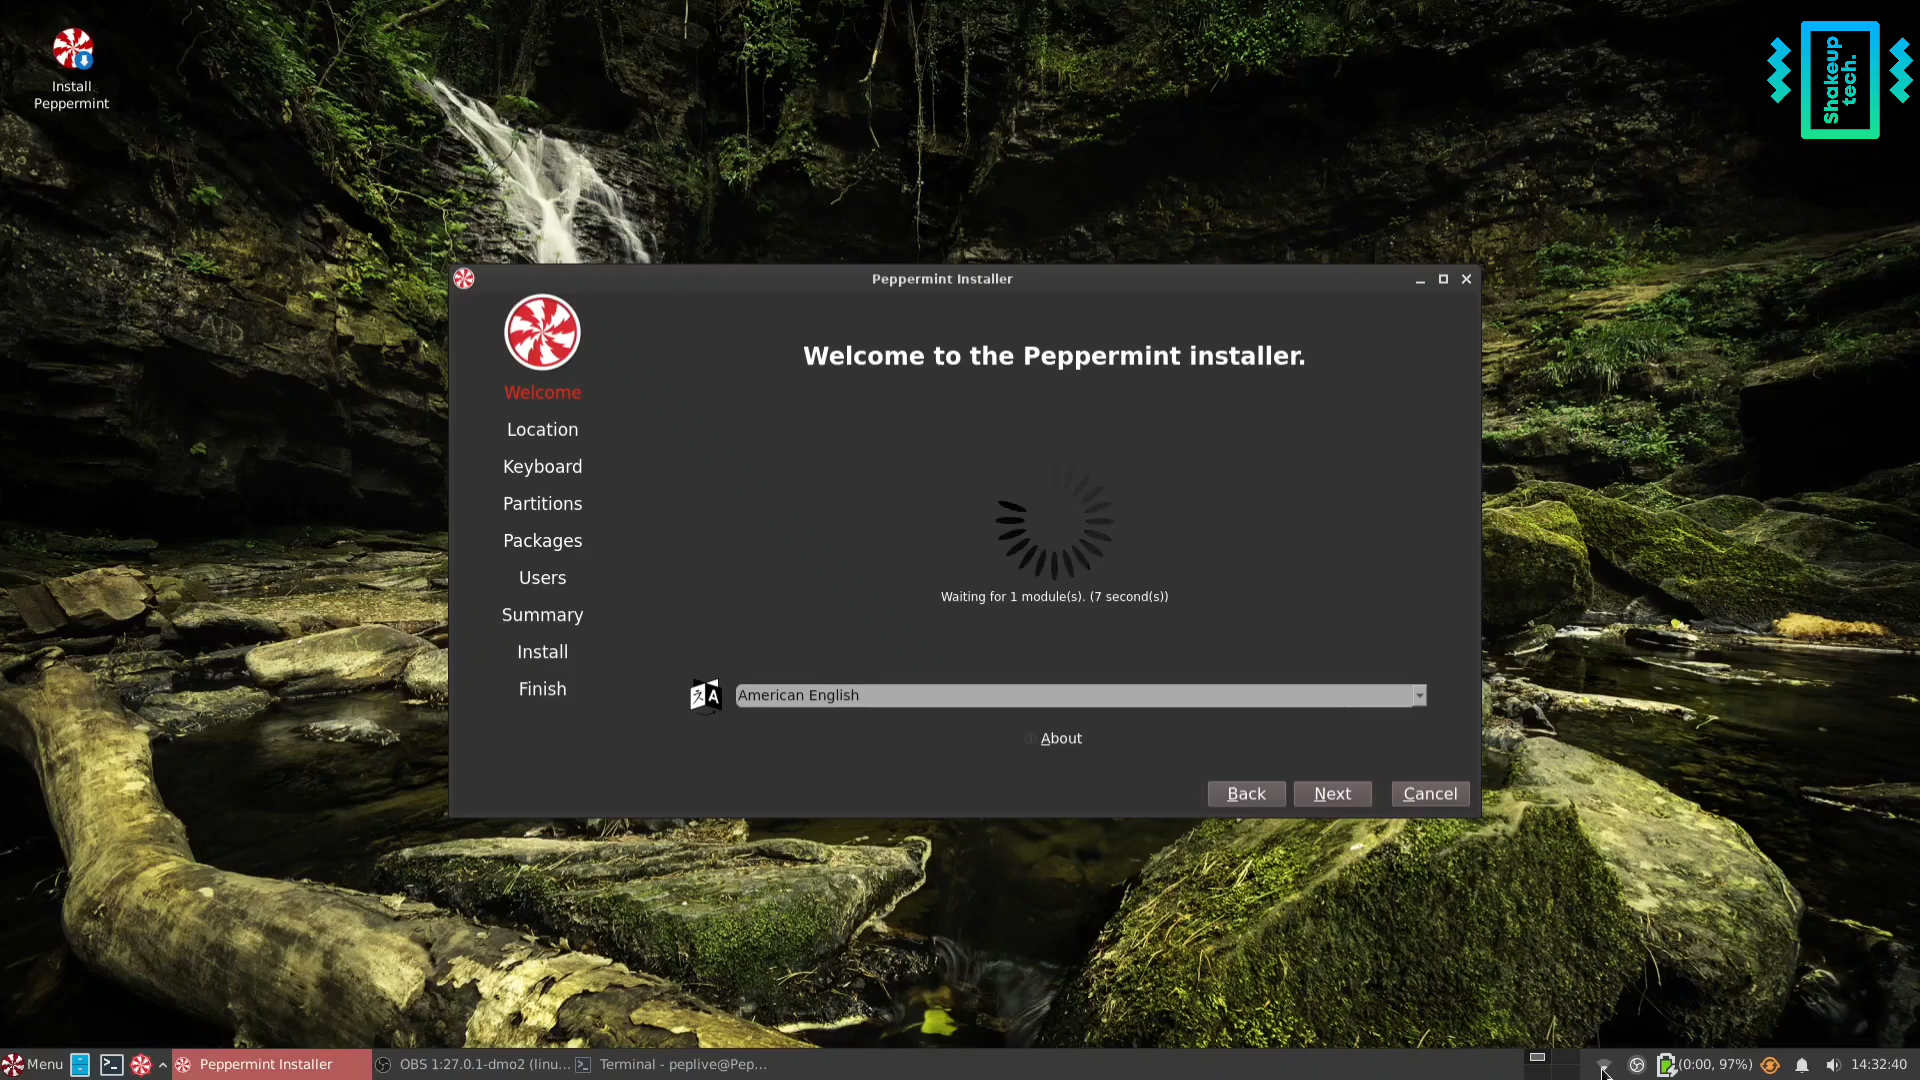 Install
Peppermint
Shakeup
tech.
Peppermint Installer
Welcome to the Peppermint installer.
Welcome
Location
Keyboard
Partitions
Packages
Users
Summary
Install
Finish
Waiting for 1 module(s). (7 second(s))
American English
About
Back
Next
Cancel
Menu
Peppermint Installer
OBS 1:27.0.1-dmo2 (linu...
Terminal - peplive@Pep...
(0:00, 97%)
14:32:40